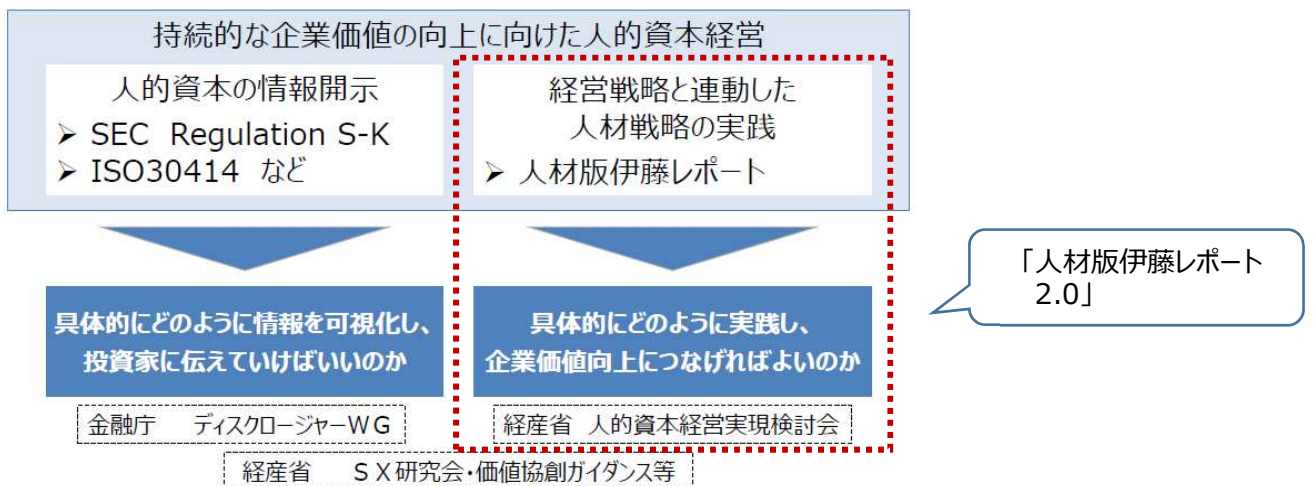 持続的な企業価値の向上に向けた人的資本経営
人的資本の情報開示
➢ SEC Regulation S-K
➢ ISO30414 など
経営戦略と連動した
人材戦略の実践
➢ 人材版伊藤レポート
具体的にどのように情報を可視化し、
投資家に伝えていけばいいのか
具体的にどのように実践し、
企業価値向上につなげればよいのか
「人材版伊藤レポート
2.0」
金融庁 ディスクロージャーWG
経産省 人的資本経営実現検討会
経産省 SX研究会・価値協創ガイダンス等